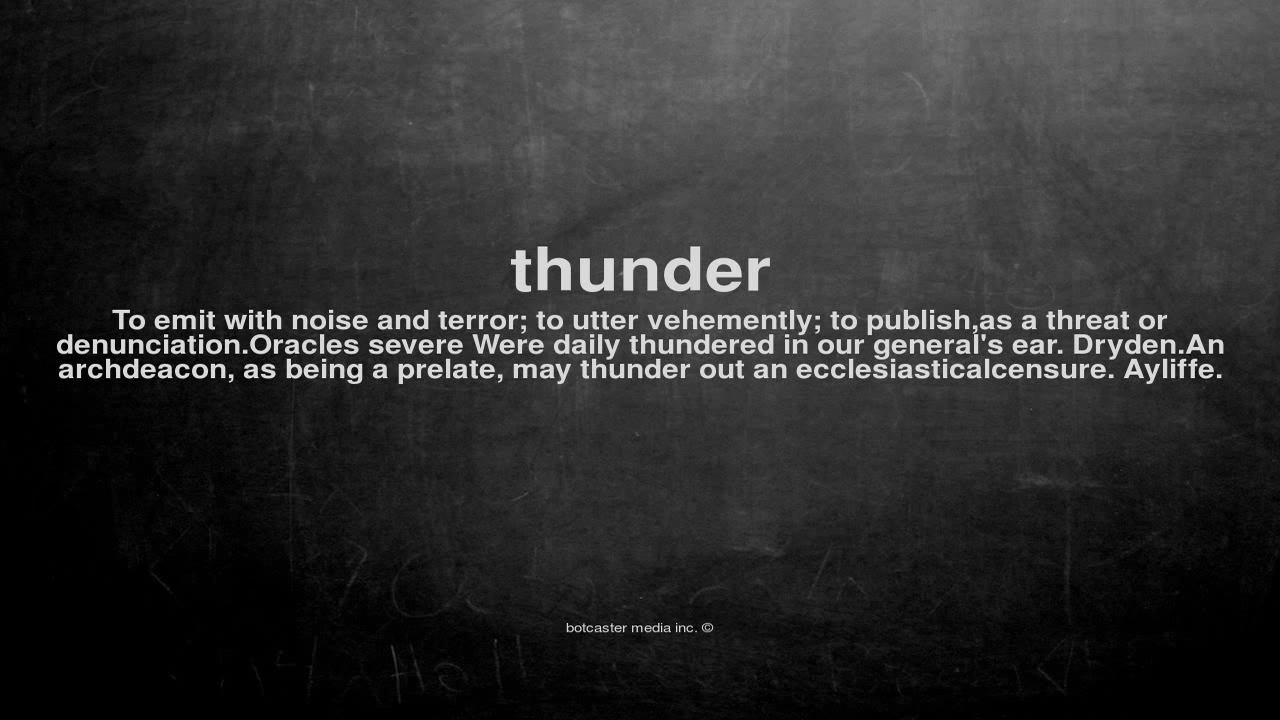 thunder
To emit with noise and terror; to utter vehemently; to publish,as a threat or
denunciation.Oracles severe Were daily thundered in our general's ear. Dryden.An
archdeacon, as being a prelate, may thunder out an ecclesiasticalcensure. Ayliffe.
botcaster media inc. ©